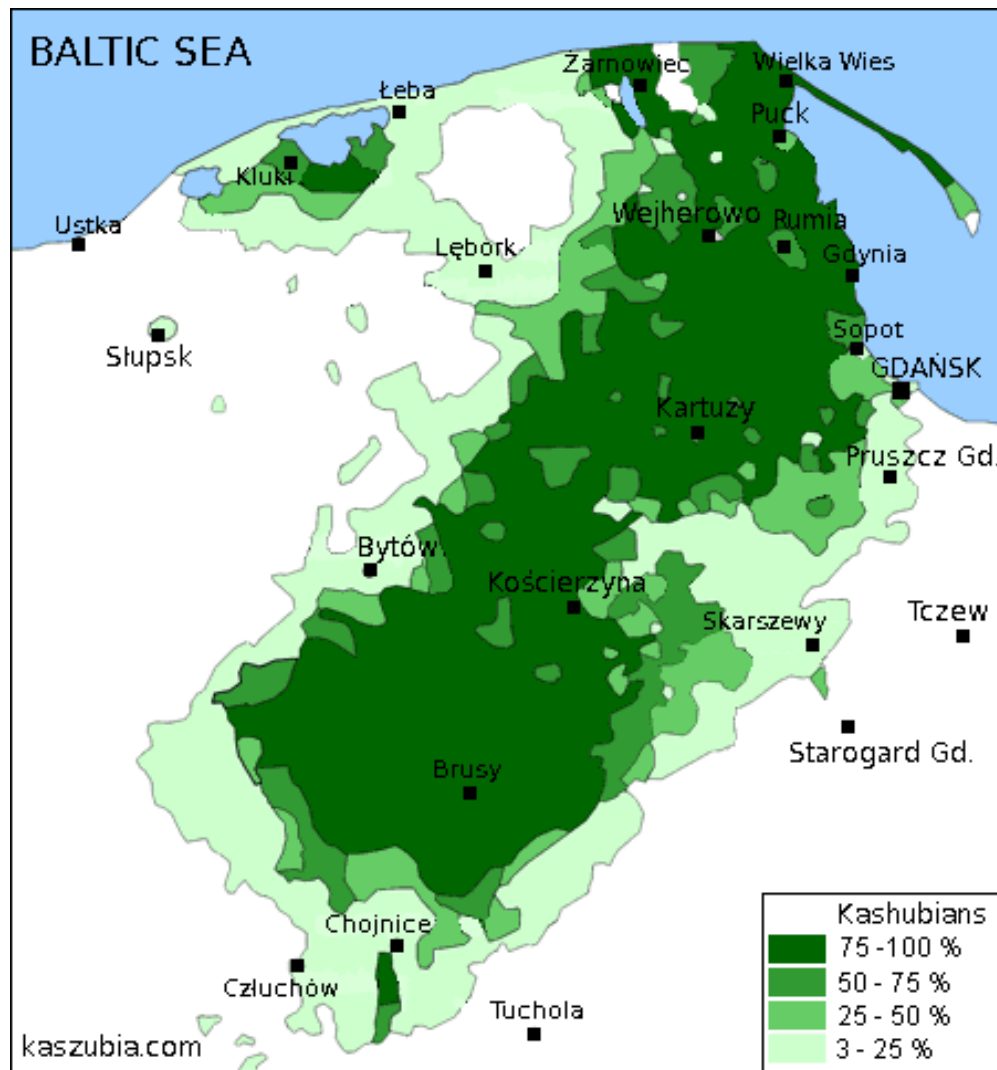 BALTIC SEA
Żarnowiec
Wielka Wies
Łeba
Puck
Kluki
Wejherowo
Rumia
Ustka
Lębork
Gdynia
Sopot
Słupsk
GDAŃSK
Kartuzy
Pruszcz Gd.
Bytów
Kościerzyna
Skarszewy
Tczew
Starogard Gd.
Brusy
Chojnice
Człuchów
Tuchola
kaszubia.com
Kashubians
75 -100 %
50 - 75 %
25 - 50 %
3 - 25 %